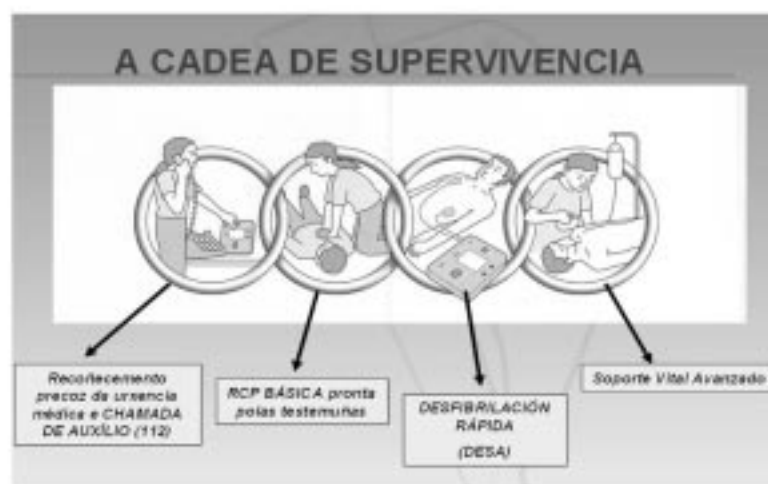 A CADEA DE SUPERVIVENCIA
Recoñecemento
precoz da urxencia
médica e CHAMADA
DE AUXÍLIO (112)
RCP BÁSICA pronta
polas testemuñas
DESFIBRILACIÓN
RÁPIDA
(DESA)
Soporte Vital Avanzado